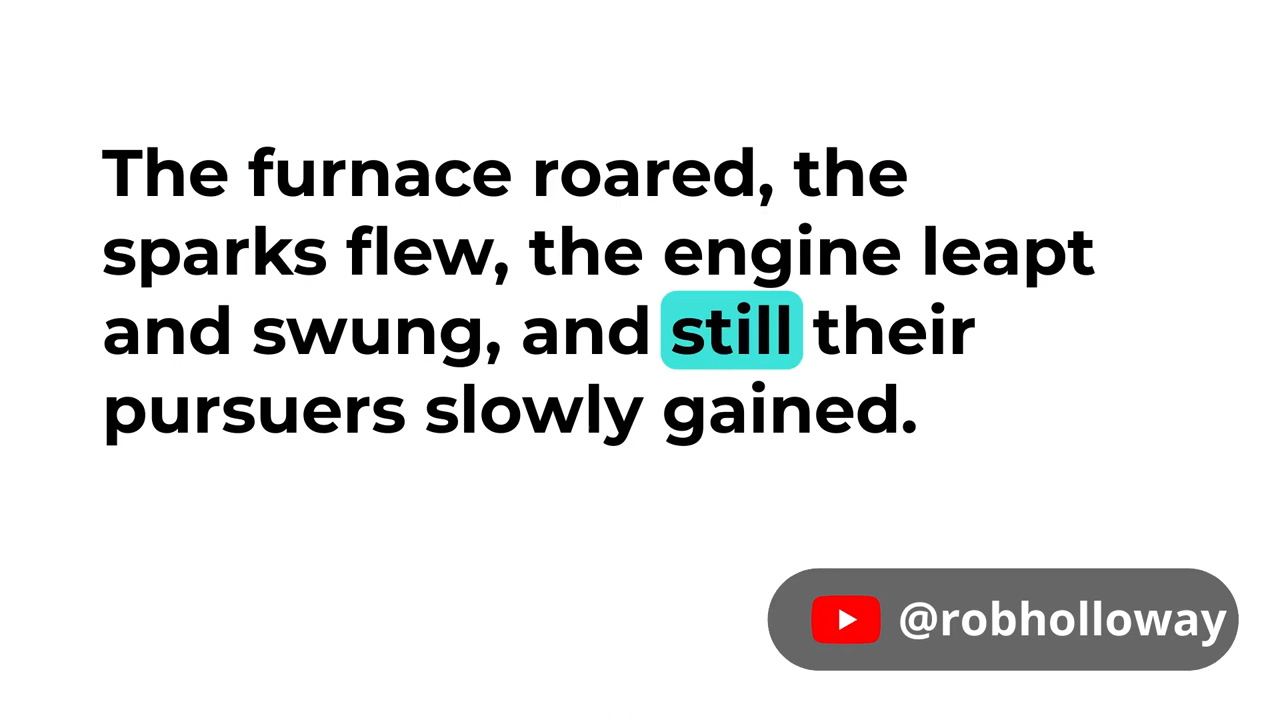 The furnace roared, the
sparks flew, the engine leapt
and swung, and still their
pursuers slowly gained.
@robholloway